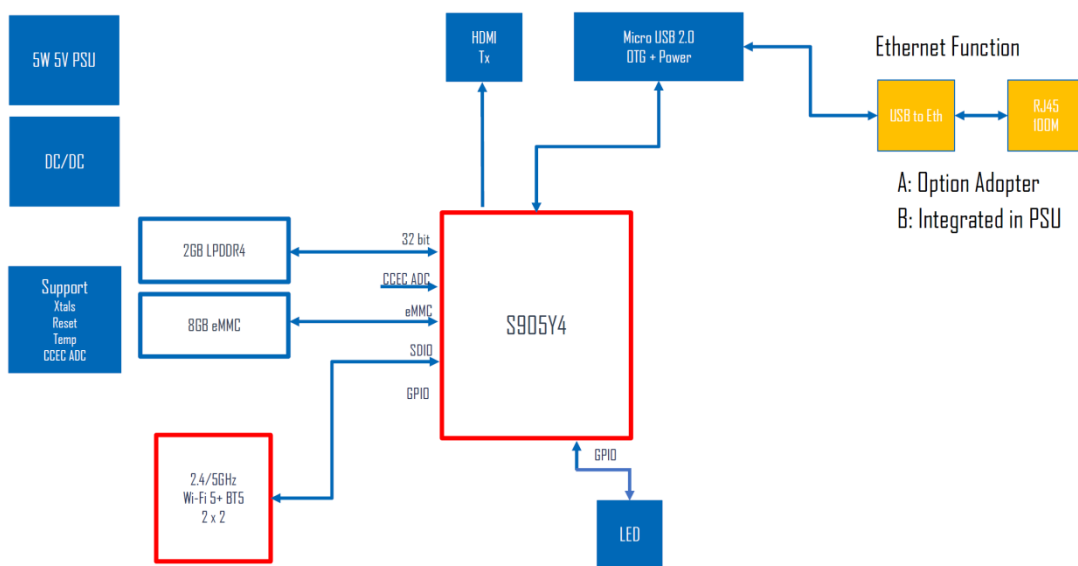 5W 5V PSU
DC/DC
Support
Xtals
Reset
Temp
CCEC ADC
2GB LPDDR4
8GB eMMC
2.4/5GHz
Wi-Fi 5+ BT5
2 x 2
HDMI
Tx
Micro USB 2.0
OTG + Power
32 bit
CCEC ADC
eMMC
SDIO
GPIO
S905Y4
GPIO
LED
Ethernet Function
USB to Eth
RJ45
100M
A: Option Adopter
B: Integrated in PSU